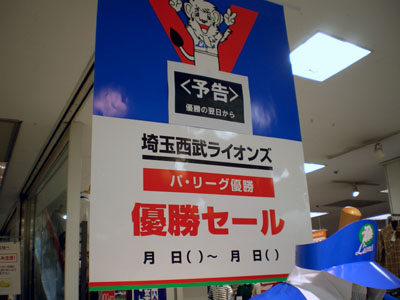 <予告>
優勝の翌日から
埼玉西武ライオンズ
パ・リーグ優勝
優勝セール
月 日( )~ 月 日( )
Lions